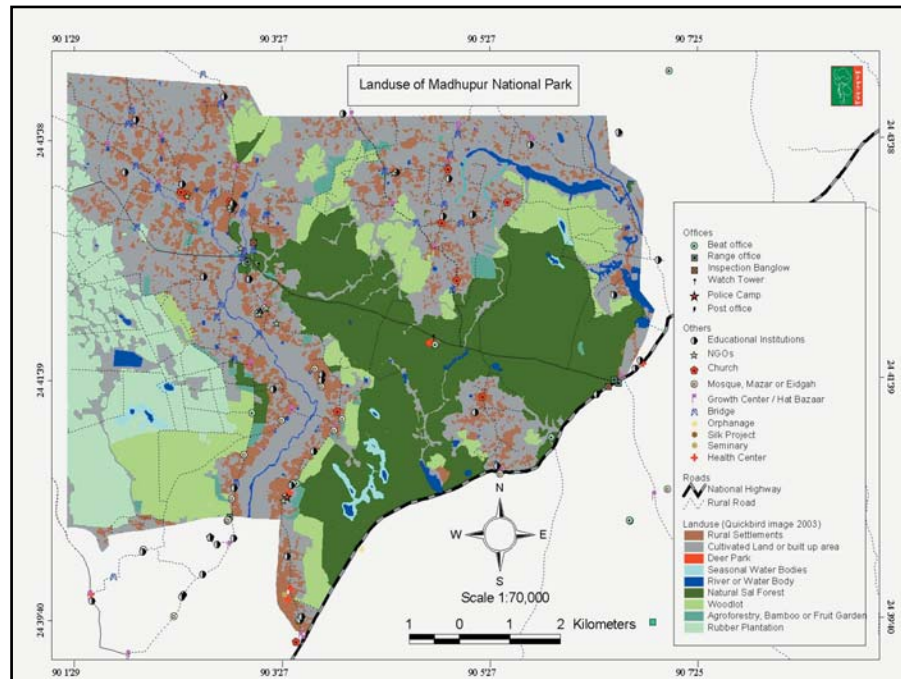 90 1'29 90 3'27 90 5'27 90 7'25
Landuse of Madhupur National Park
24 43'38 24 43'38
24 41'39 24 41'39
24 39'40 24 39'40
Offices
Beat office
Range office
Inspection Banglow
Watch Tower
Police Camp
Post office
Others
Educational Institutions
NGOs
Church
Mosque, Mazar or Eidgah
Growth Center / Hat Bazaar
Bridge
Orphanage
Silk Project
Seminary
Health Center
Roads
National Highway
Rural Road
Landuse (Quickbird image 2003)
Rural Settlements
Cultivated Land or built up area
Deer Park
Seasonal Water Bodies
River or Water Body
Natural Sal Forest
Woodlot
Agroforestry, Bamboo or Fruit Garden
Rubber Plantation
N
W E
S
Scale 1:70,000
1 0 1 2 Kilometers
90 1'29 90 3'27 90 5'27 90 7'25